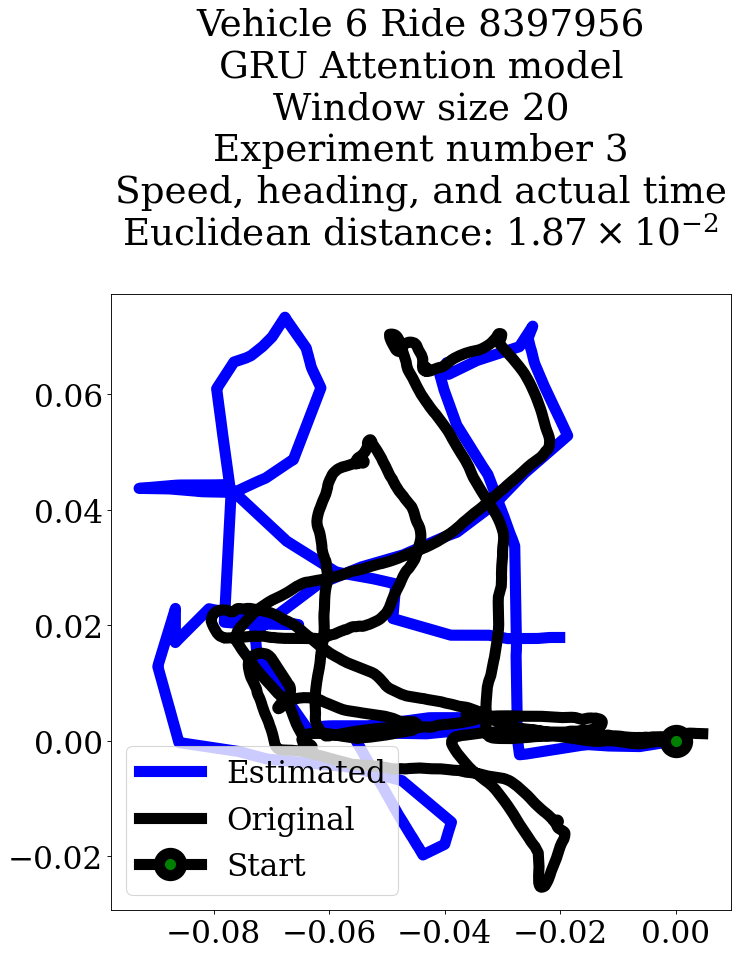 Vehicle 6 Ride 8397956
GRU Attention model
Window size 20
Experiment number 3
Speed, heading, and actual time
Euclidean distance: 1.87 × 10⁻²
0.06
0.04
0.02
0.00
−0.02
Estimated
Original
Start
−0.08 −0.06 −0.04 −0.02 0.00